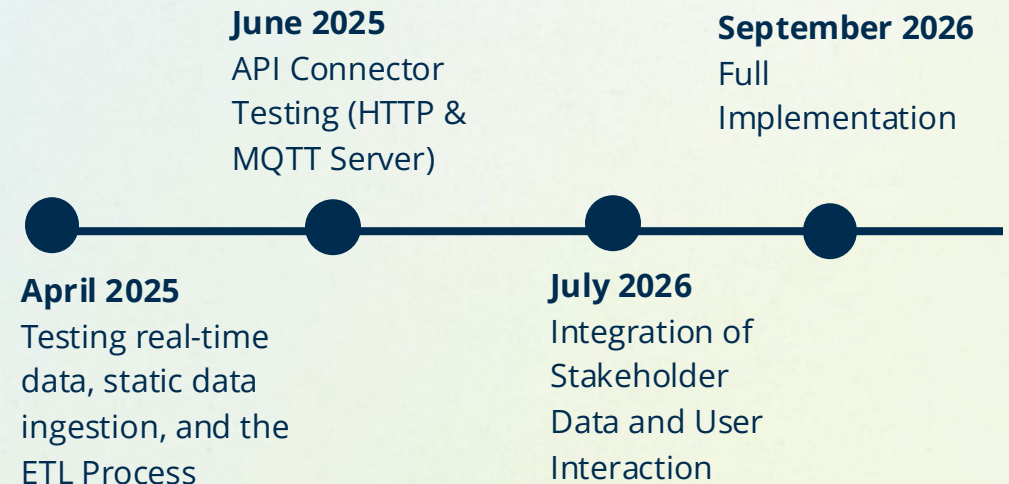 June 2025
API Connector
Testing (HTTP &
MQTT Server)
September 2026
Full
Implementation
April 2025
Testing real-time
data, static data
ingestion, and the
ETL Process
July 2026
Integration of
Stakeholder
Data and User
Interaction